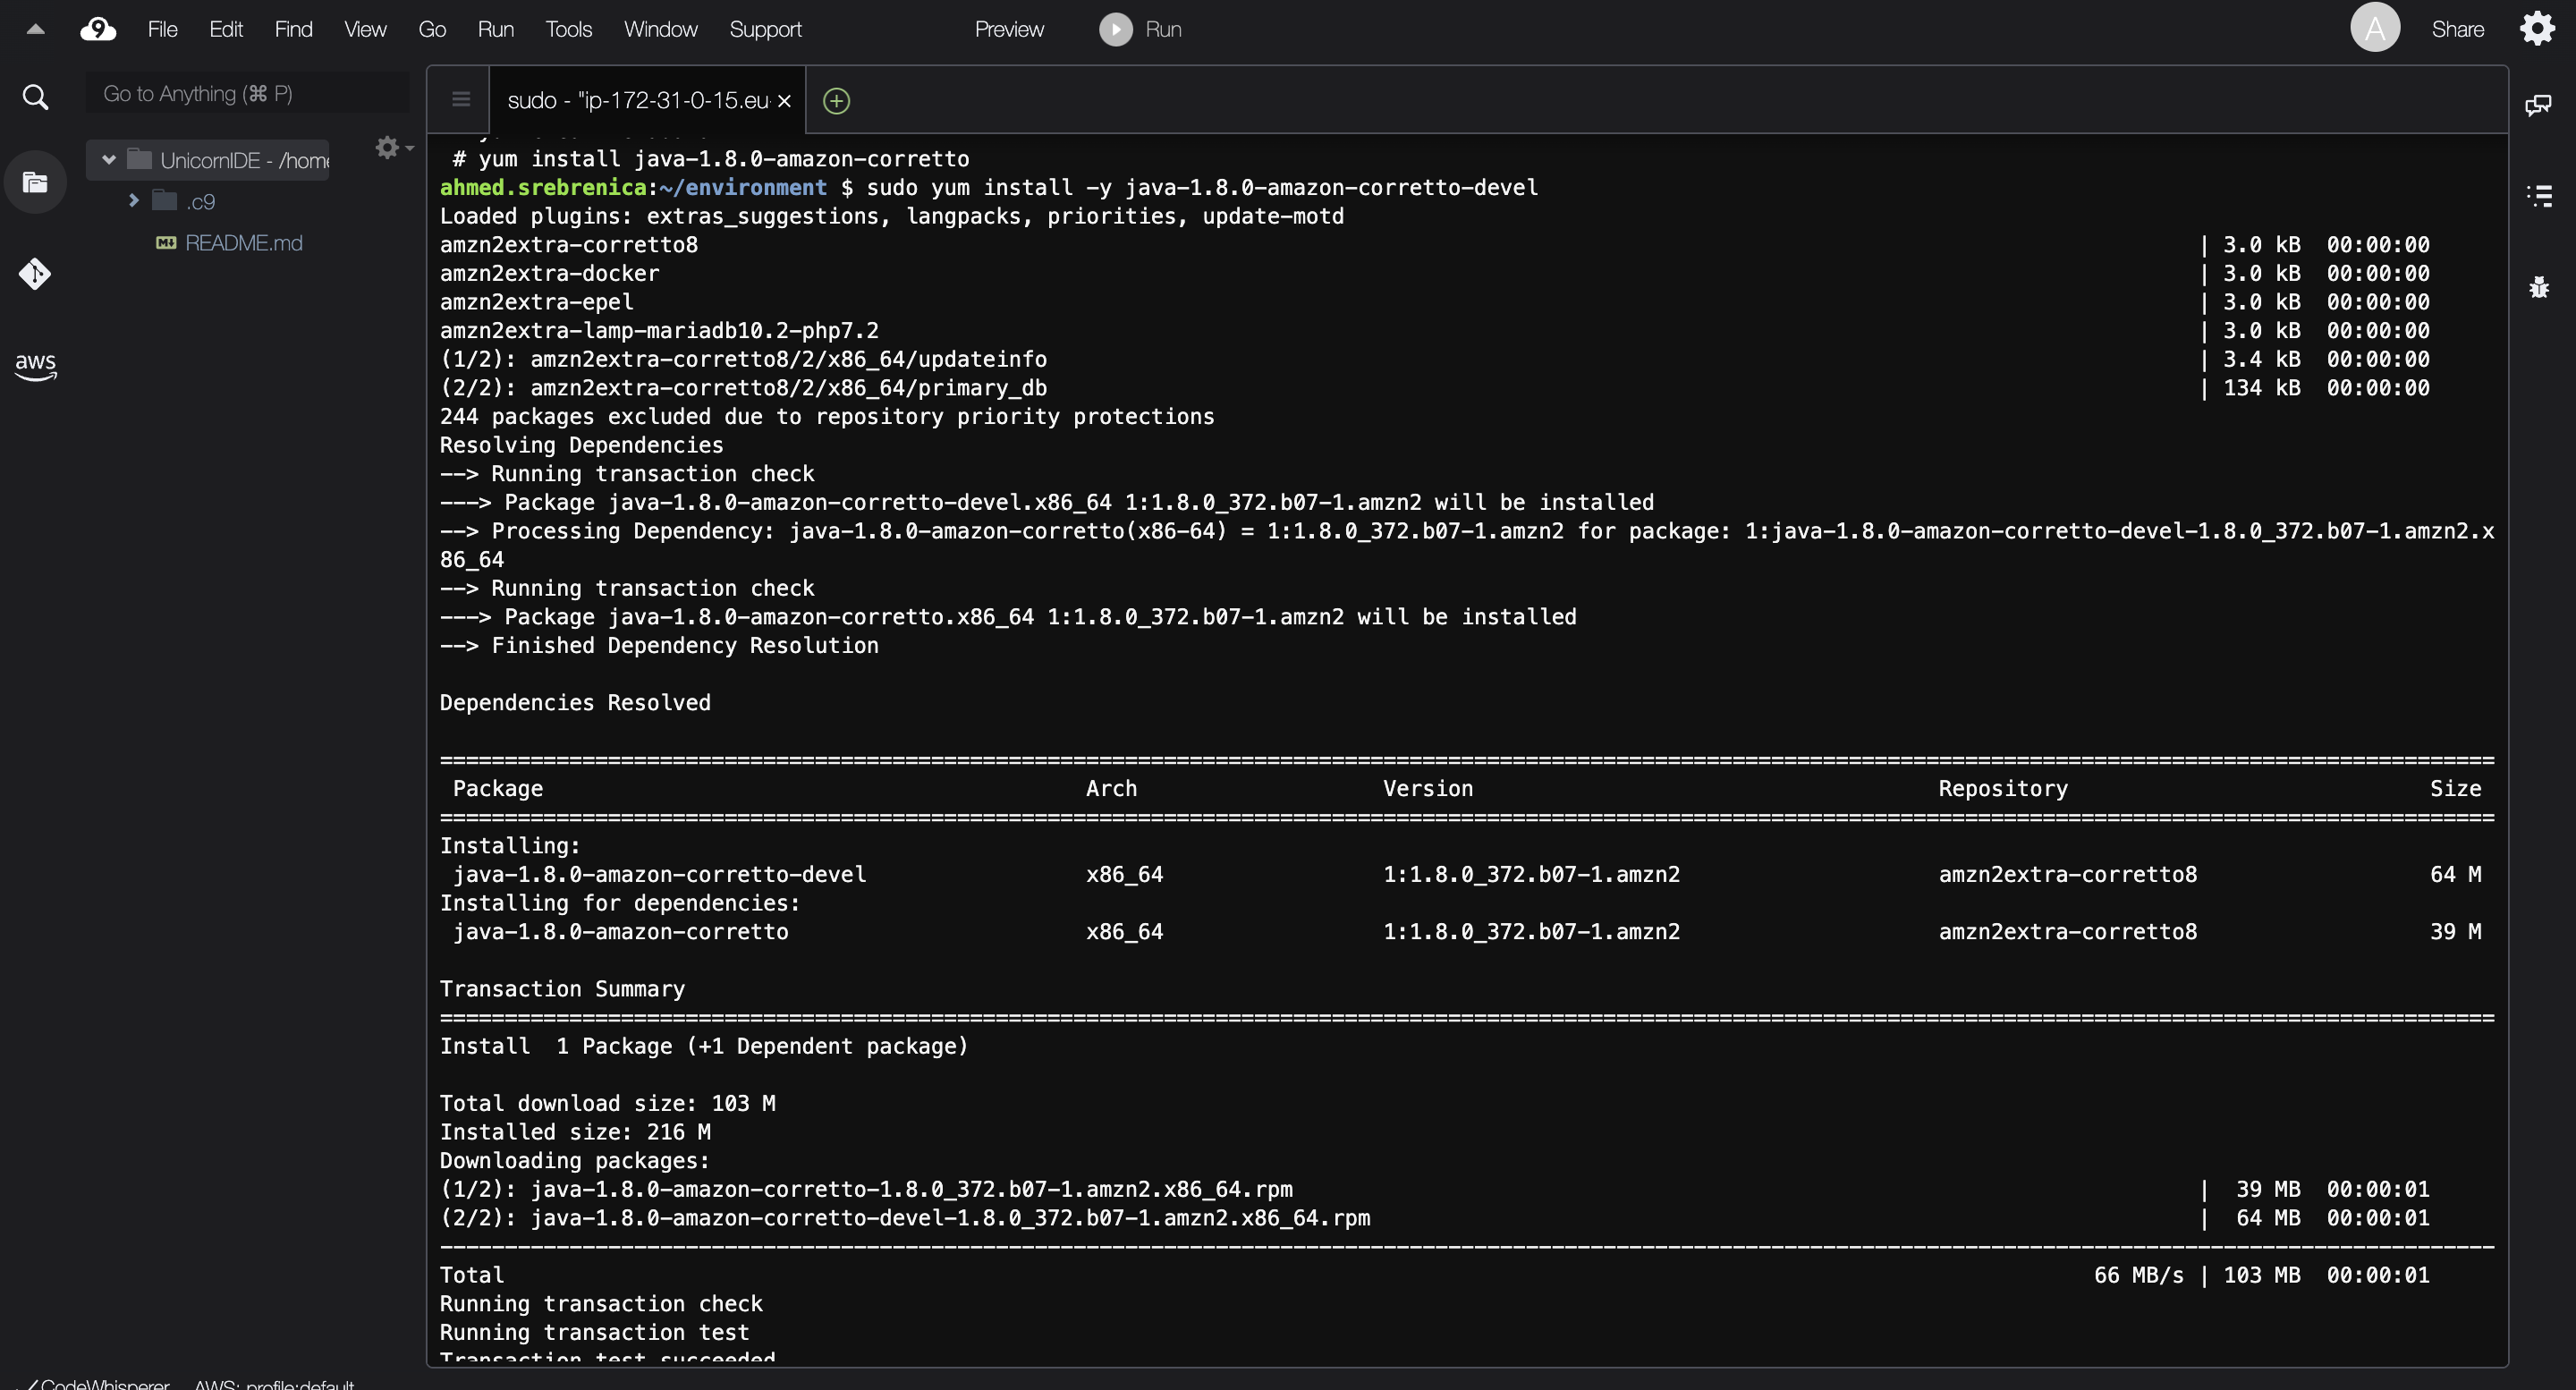 File Edit Find View Go Run Tools Window Support Preview Run A Share
Go to Anything (⌘ P)
sudo - "ip-172-31-0-15.eu
UnicornIDE - /home
.c9
README.md
aws
# yum install java-1.8.0-amazon-corretto
ahmed.srebrenica:~/environment $ sudo yum install -y java-1.8.0-amazon-corretto-devel
Loaded plugins: extras_suggestions, langpacks, priorities, update-motd
amzn2extra-corretto8 | 3.0 kB 00:00:00
amzn2extra-docker | 3.0 kB 00:00:00
amzn2extra-epel | 3.0 kB 00:00:00
amzn2extra-lamp-mariadb10.2-php7.2 | 3.0 kB 00:00:00
(1/2): amzn2extra-corretto8/2/x86_64/updateinfo | 3.4 kB 00:00:00
(2/2): amzn2extra-corretto8/2/x86_64/primary_db | 134 kB 00:00:00
244 packages excluded due to repository priority protections
Resolving Dependencies
--> Running transaction check
---> Package java-1.8.0-amazon-corretto-devel.x86_64 1:1.8.0_372.b07-1.amzn2 will be installed
--> Processing Dependency: java-1.8.0-amazon-corretto(x86-64) = 1:1.8.0_372.b07-1.amzn2 for package: 1:java-1.8.0-amazon-corretto-devel-1.8.0_372.b07-1.amzn2.x
86_64
--> Running transaction check
---> Package java-1.8.0-amazon-corretto.x86_64 1:1.8.0_372.b07-1.amzn2 will be installed
--> Finished Dependency Resolution
Dependencies Resolved
Package Arch Version Repository Size
Installing:
java-1.8.0-amazon-corretto-devel x86_64 1:1.8.0_372.b07-1.amzn2 amzn2extra-corretto8 64 M
Installing for dependencies:
java-1.8.0-amazon-corretto x86_64 1:1.8.0_372.b07-1.amzn2 amzn2extra-corretto8 39 M
Transaction Summary
Install 1 Package (+1 Dependent package)
Total download size: 103 M
Installed size: 216 M
Downloading packages:
(1/2): java-1.8.0-amazon-corretto-1.8.0_372.b07-1.amzn2.x86_64.rpm | 39 MB 00:00:01
(2/2): java-1.8.0-amazon-corretto-devel-1.8.0_372.b07-1.amzn2.x86_64.rpm | 64 MB 00:00:01
Total 66 MB/s | 103 MB 00:00:01
Running transaction check
Running transaction test
Transaction test succeeded
CodeWhisperer AWS: profile:default